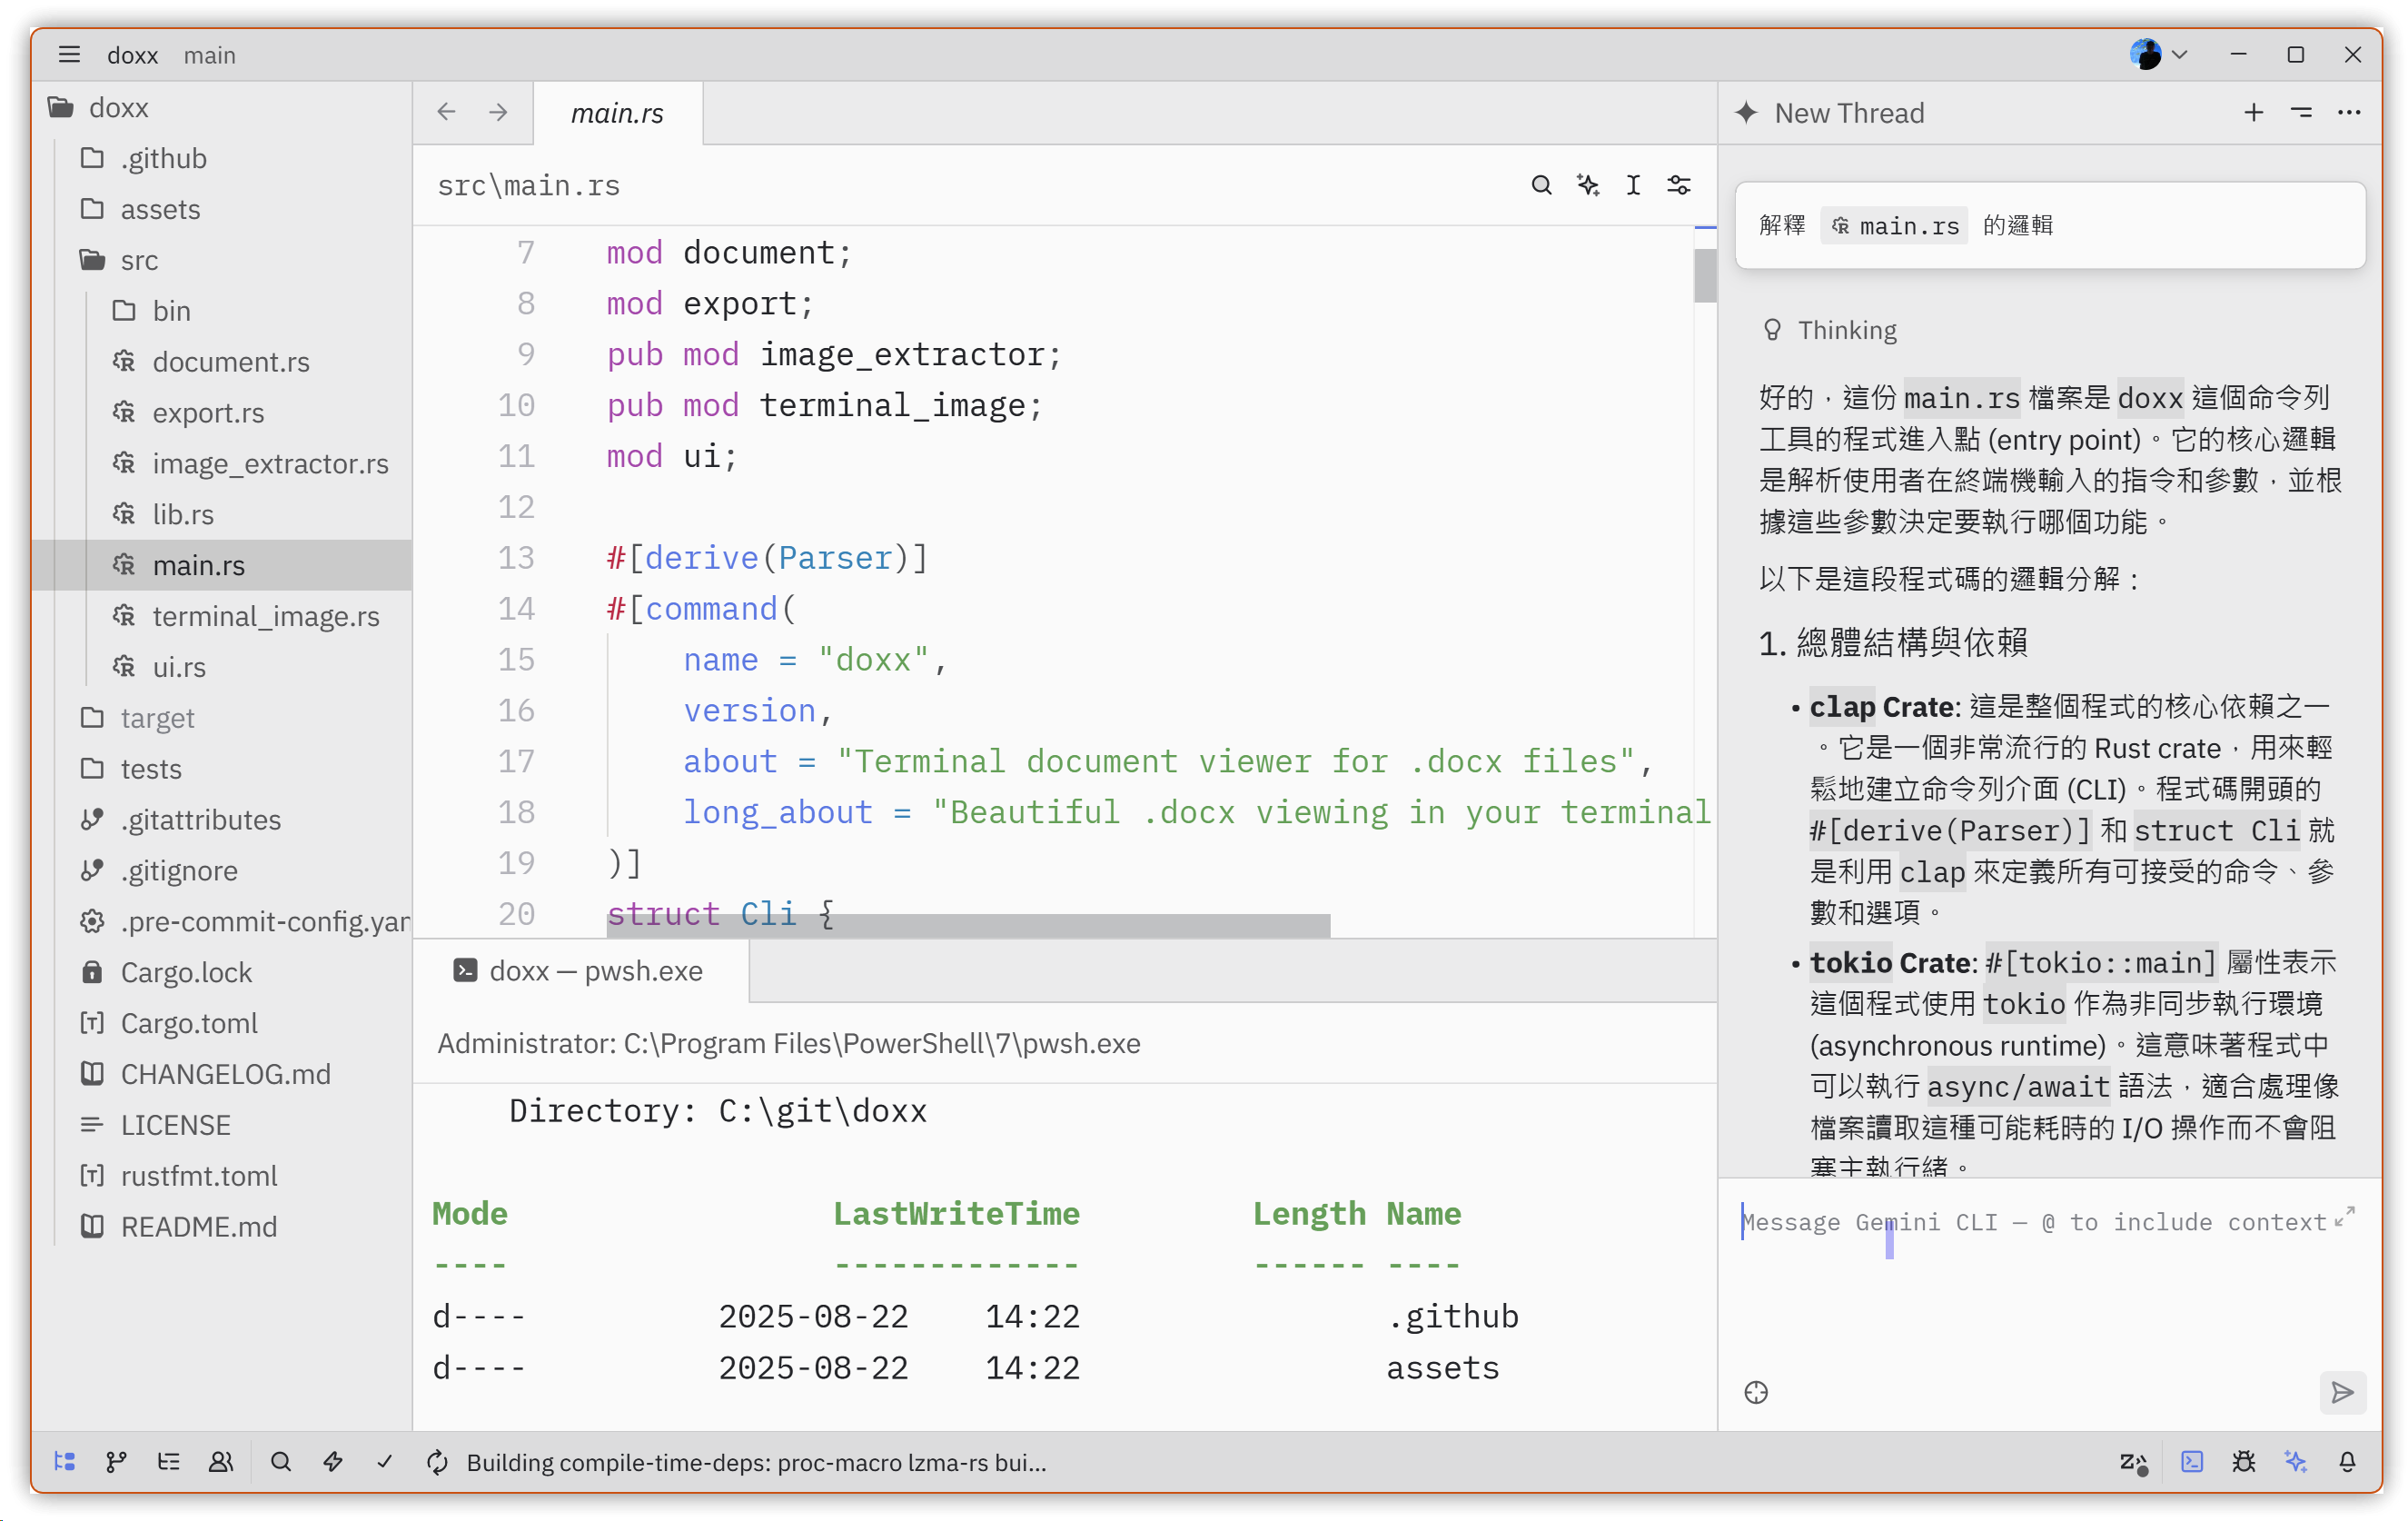 doxx main
doxx
.github
assets
src
bin
document.rs
export.rs
image_extractor.rs
lib.rs
main.rs
terminal_image.rs
ui.rs
target
tests
.gitattributes
.gitignore
.pre-commit-config.yam
Cargo.lock
Cargo.toml
CHANGELOG.md
LICENSE
rustfmt.toml
README.md
main.rs
src\main.rs
7 mod document;
8 mod export;
9 pub mod image_extractor;
10 pub mod terminal_image;
11 mod ui;
12
13 #[derive(Parser)]
14 #[command(
15 name = "doxx",
16 version,
17 about = "Terminal document viewer for .docx files",
18 long_about = "Beautiful .docx viewing in your terminal
19 )]
20 struct Cli {
doxx — pwsh.exe
Administrator: C:\Program Files\PowerShell\7\pwsh.exe
Directory: C:\git\doxx
Mode LastWriteTime Length Name
---- ------------- ------ ----
d---- 2025-08-22 14:22 .github
d---- 2025-08-22 14:22 assets
New Thread
解釋 main.rs 的邏輯
Thinking
好的，這份 main.rs 檔案是 doxx 這個命令列
工具的程式進入點 (entry point)。它的核心邏輯
是解析使用者在終端機輸入的指令和參數，並根
據這些參數決定要執行哪個功能。
以下是這段程式碼的邏輯分解：
1. 總體結構與依賴
• clap Crate: 這是整個程式的核心依賴之一
。它是一個非常流行的 Rust crate，用來輕
鬆地建立命令列介面 (CLI)。程式碼開頭的
#[derive(Parser)] 和 struct Cli 就
是利用 clap 來定義所有可接受的命令、參
數和選項。
• tokio Crate: #[tokio::main] 屬性表示
這個程式使用 tokio 作為非同步執行環境
(asynchronous runtime)。這意味著程式中
可以執行 async/await 語法，適合處理像
檔案讀取這種可能耗時的 I/O 操作而不會阻
塞主執行緒。
Message Gemini CLI — @ to include context
Building compile-time-deps: proc-macro lzma-rs bui...